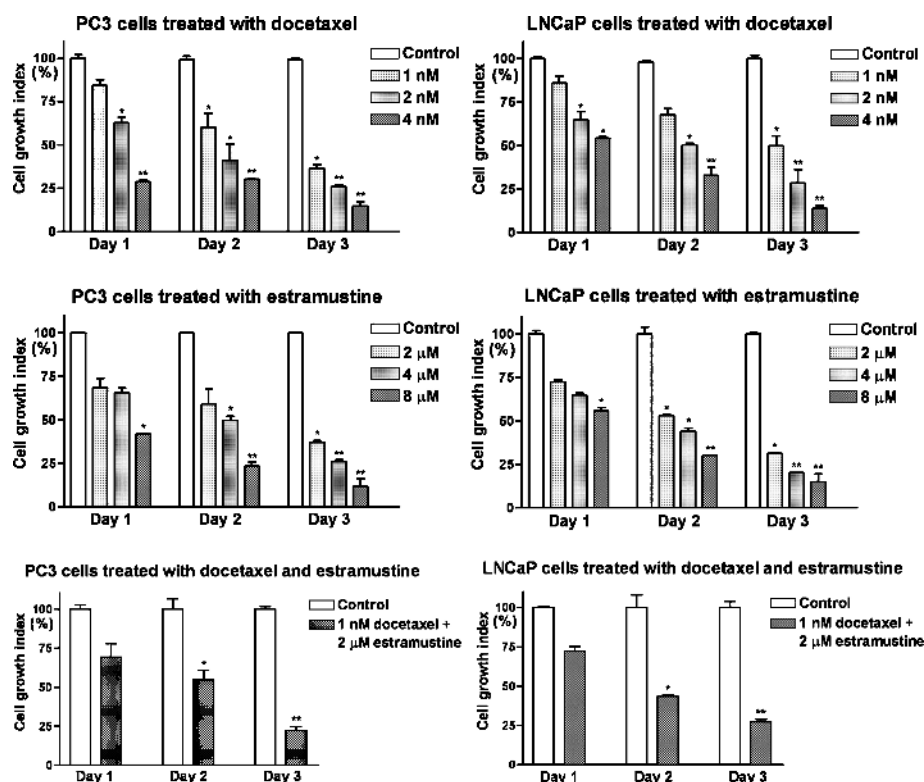 PC3 cells treated with docetaxel
Cell growth index
(%)
100
75
50
25
0
Control
1 nM
2 nM
4 nM
*
**
*
*
**
*
**
**
Day 1 Day 2 Day 3
LNCaP cells treated with docetaxel
Cell growth index
(%)
100
75
50
25
0
Control
1 nM
2 nM
4 nM
*
*
*
**
*
**
**
Day 1 Day 2 Day 3
PC3 cells treated with estramustine
Cell growth index
(%)
100
75
50
25
0
Control
2 μM
4 μM
8 μM
*
*
**
*
**
**
Day 1 Day 2 Day 3
LNCaP cells treated with estramustine
Cell growth index
(%)
100
75
50
25
0
Control
2 μM
4 μM
8 μM
*
*
*
**
*
**
**
Day 1 Day 2 Day 3
PC3 cells treated with docetaxel and estramustine
Cell growth index
(%)
100
75
50
25
0
Control
1 nM docetaxel +
2 μM estramustine
*
**
Day 1 Day 2 Day 3
LNCaP cells treated with docetaxel and estramustine
Cell growth index
(%)
100
75
50
25
0
Control
1 nM docetaxel +
2 μM estramustine
*
**
Day 1 Day 2 Day 3